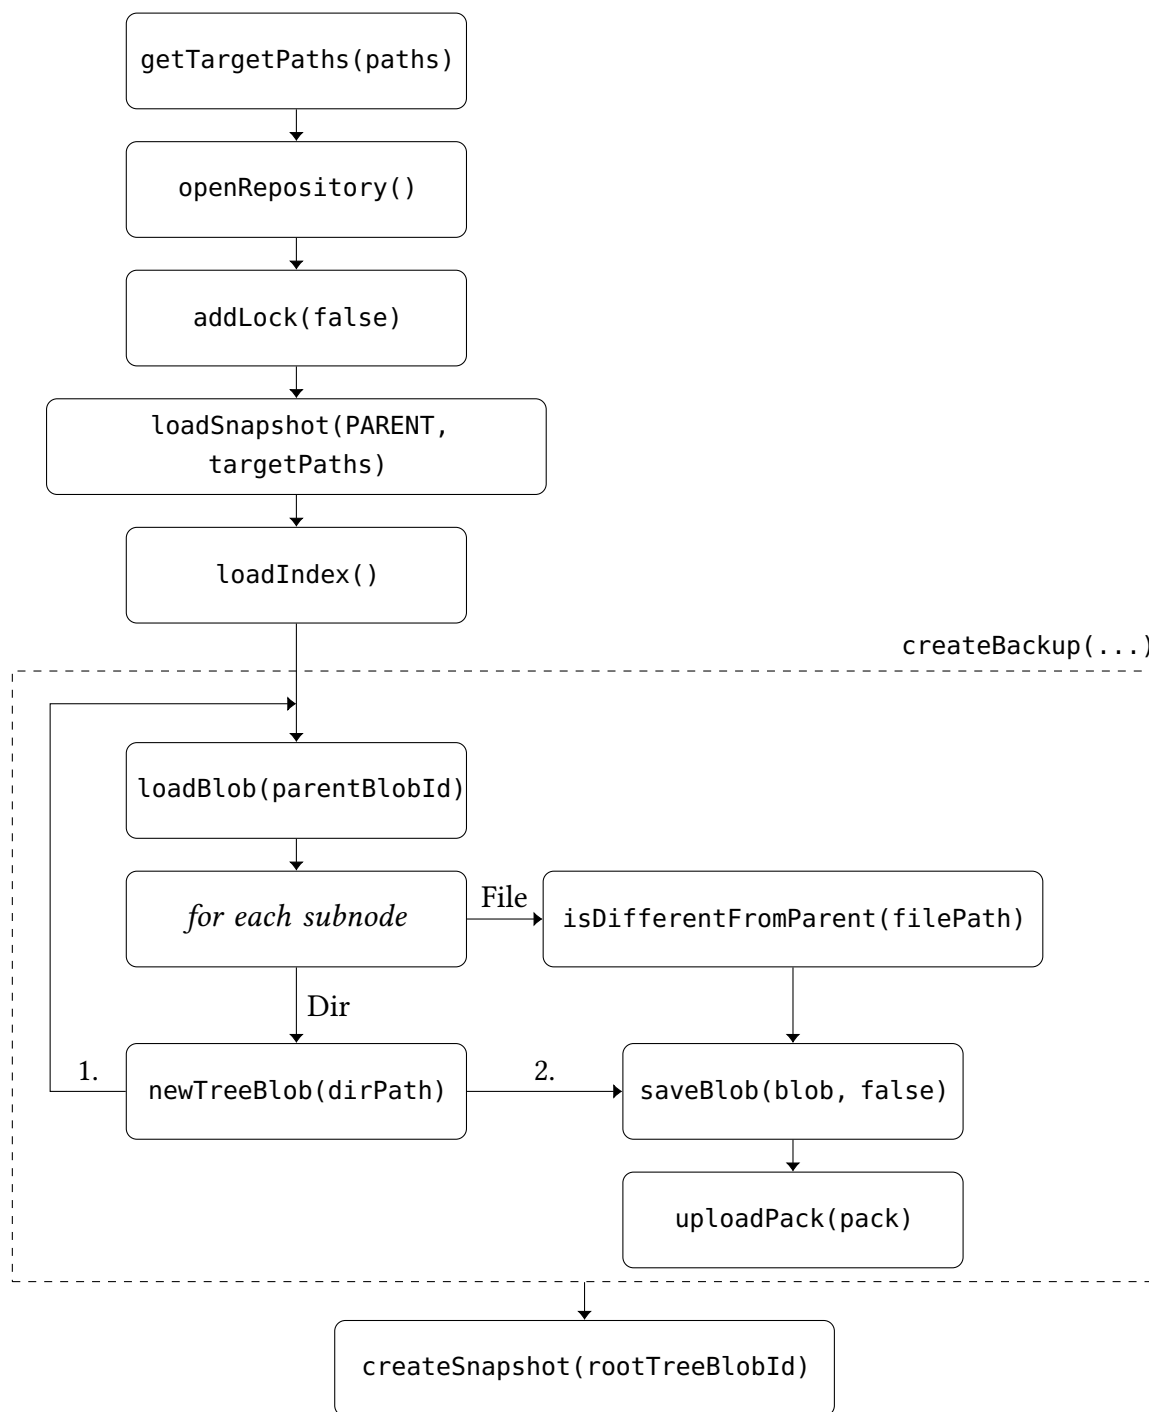 getTargetPaths(paths)
openRepository()
addLock(false)
loadSnapshot(PARENT,
targetPaths)
loadIndex()
createBackup(...)
loadBlob(parentBlobId)
for each subnode
File
isDifferentFromParent(filePath)
Dir
1.
newTreeBlob(dirPath)
2.
saveBlob(blob, false)
uploadPack(pack)
createSnapshot(rootTreeBlobId)